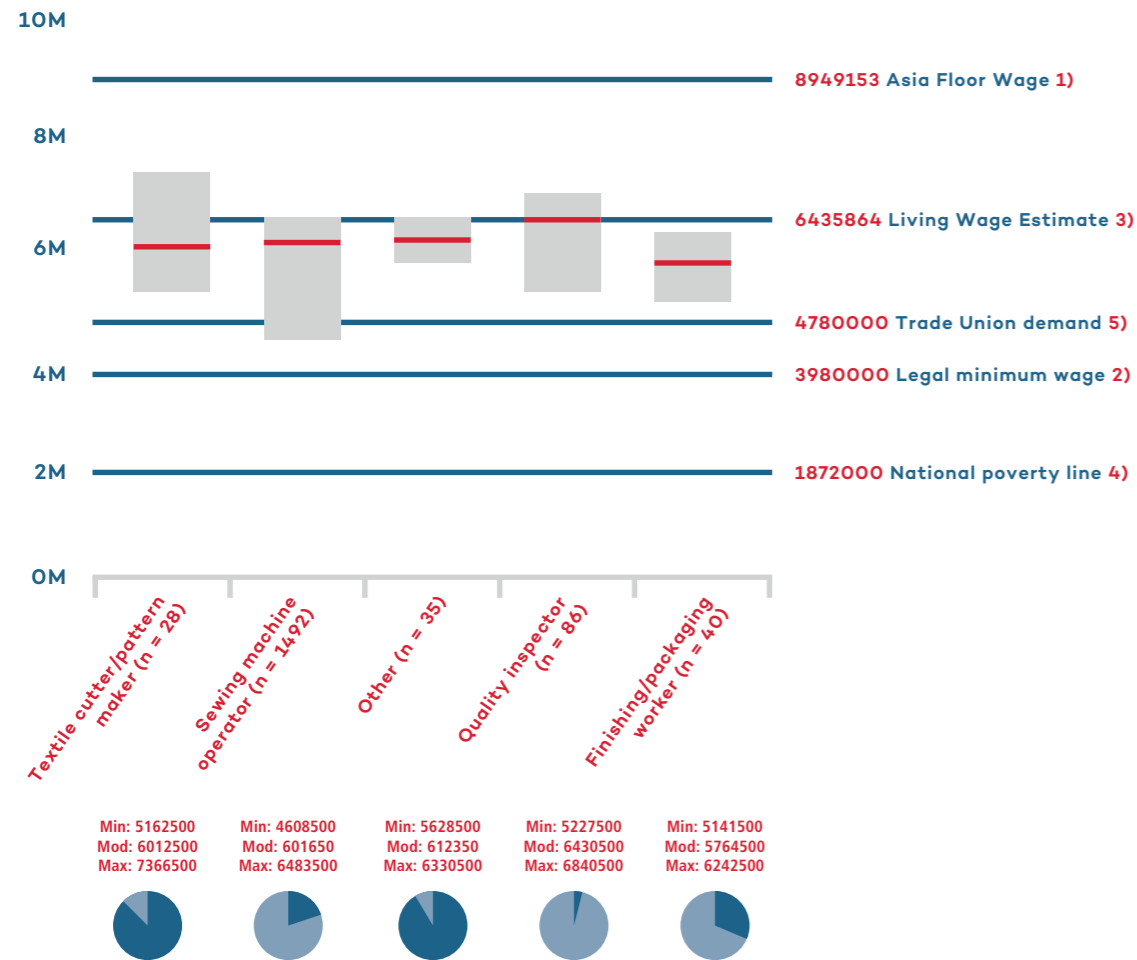 10M
8949153 Asia Floor Wage 1)
8M
6435864 Living Wage Estimate 3)
6M
4780000 Trade Union demand 5)
4M
3980000 Legal minimum wage 2)
2M
1872000 National poverty line 4)
0M
Textile cutter/pattern
maker (n = 28)
Sewing machine
operator (n = 1492)
Other (n = 35)
Quality inspector
(n = 86)
Finishing/packaging
worker (n = 40)
Min: 5162500
Mod: 6012500
Max: 7366500
Min: 4608500
Mod: 601650
Max: 6483500
Min: 5628500
Mod: 612350
Max: 6330500
Min: 5227500
Mod: 6430500
Max: 6840500
Min: 5141500
Mod: 5764500
Max: 6242500